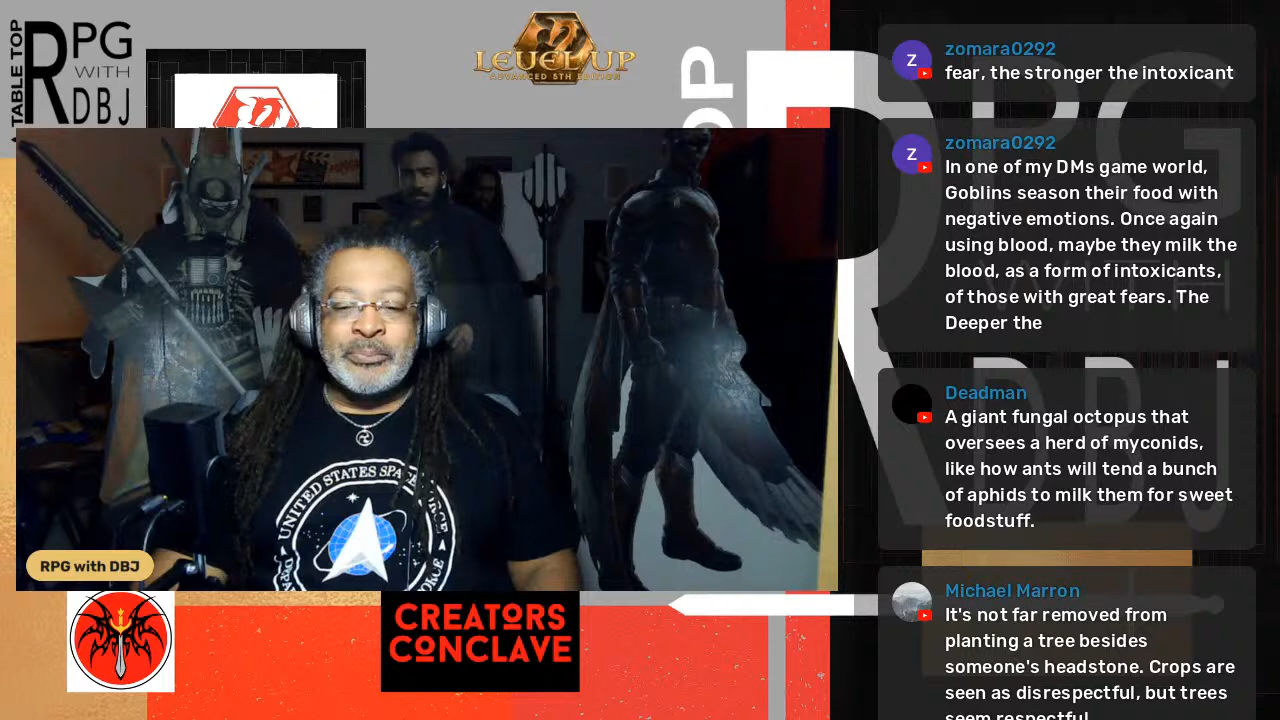 TABLE TOP
RPG
WITH
DBJ
LEVEL UP
ADVANCED 5TH EDITION
OP
zomara0292
fear, the stronger the intoxicant
zomara0292
In one of my DMs game world,
Goblins season their food with
negative emotions. Once again
using blood, maybe they milk the
blood, as a form of intoxicants,
of those with great fears. The
Deeper the
Deadman
A giant fungal octopus that
oversees a herd of myconids,
like how ants will tend a bunch
of aphids to milk them for sweet
foodstuff.
Michael Marron
It's not far removed from
planting a tree besides
someone's headstone. Crops are
seen as disrespectful, but trees
seem respectful
UNITED STATES SPACE FORCE
RPG with DBJ
CREATORS
CONCLAVE